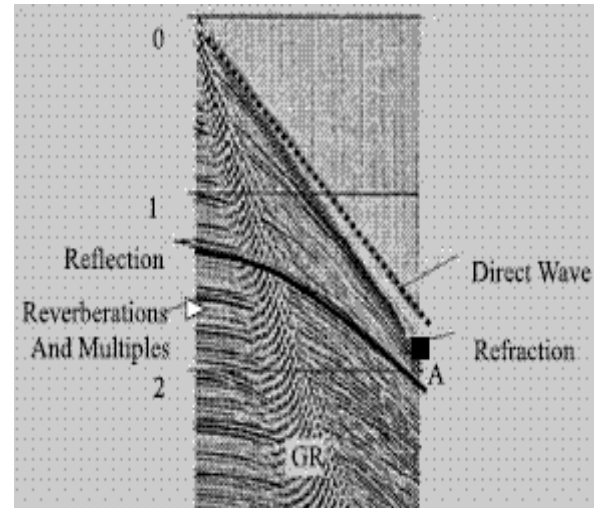 0
1
Reflection
Direct Wave
Reverberations
And Multiples
Refraction
2
A
GR